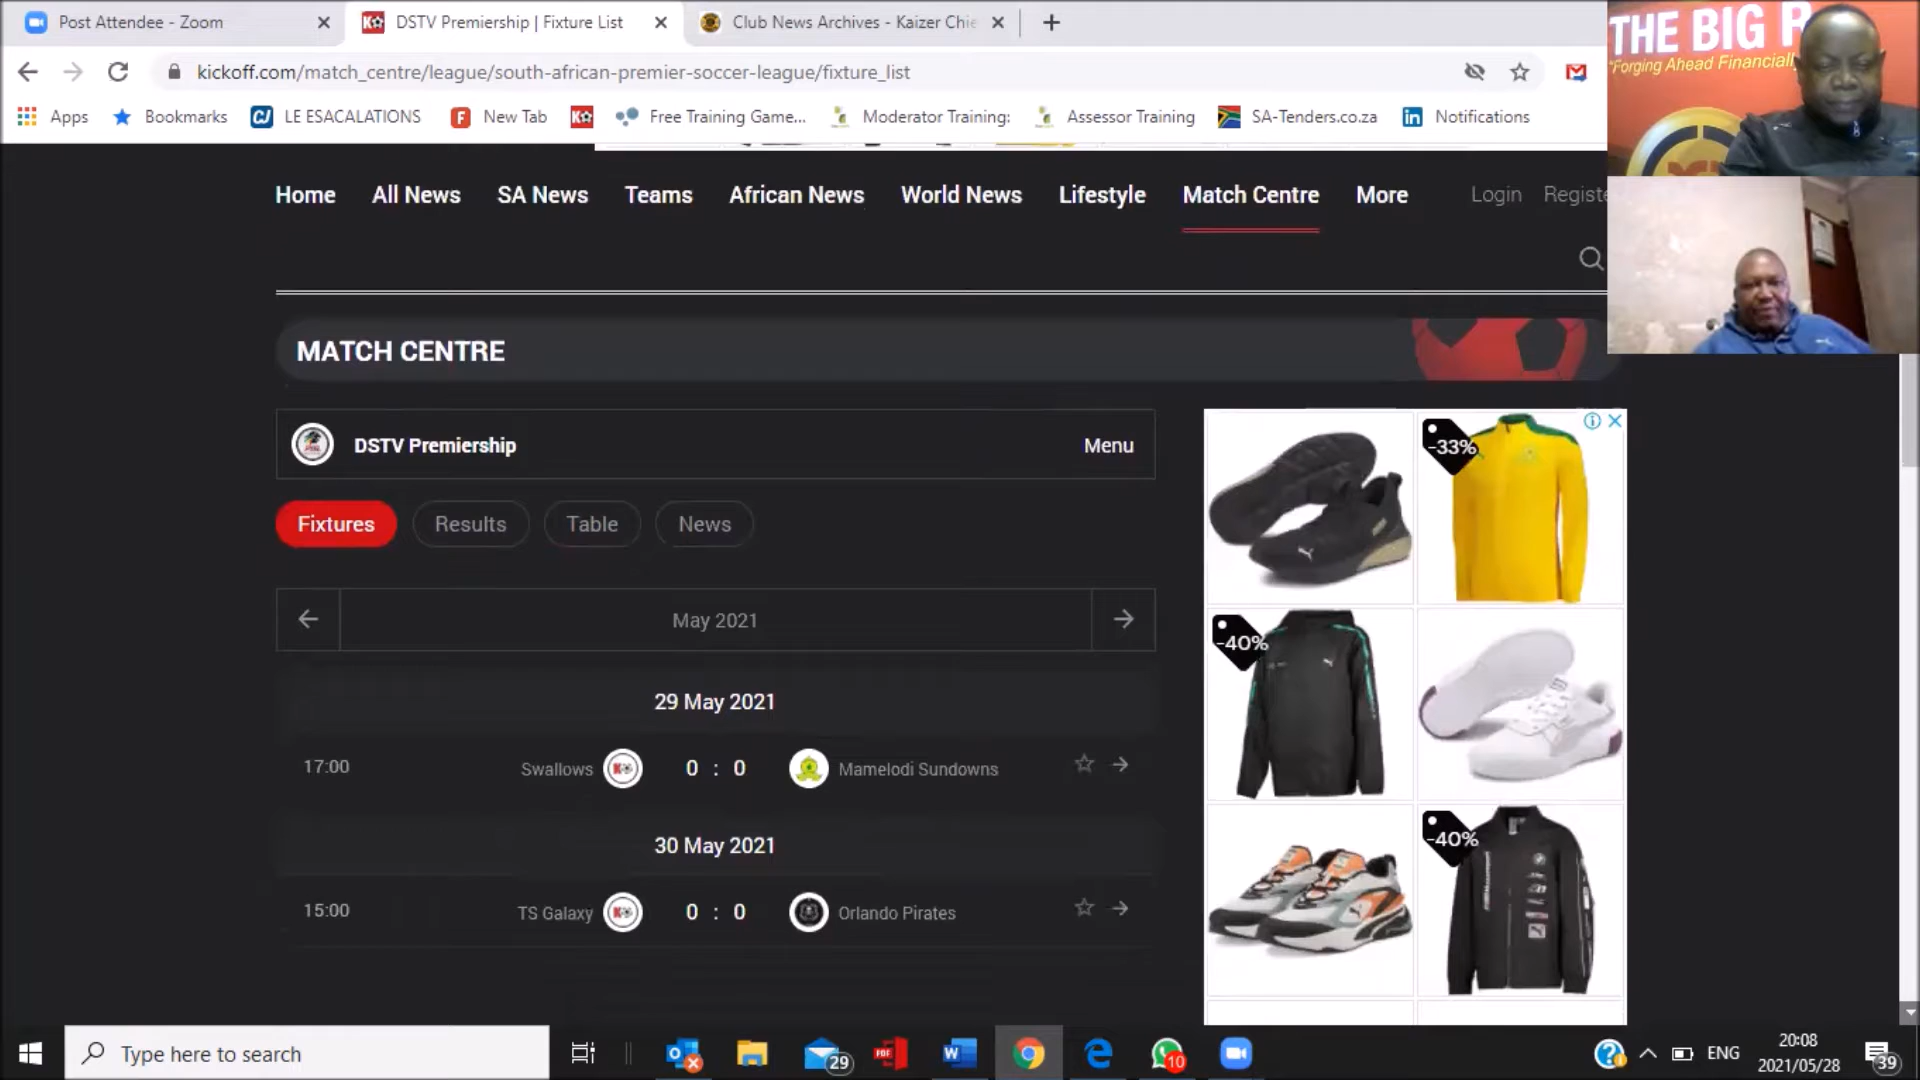 Post Attendee - Zoom
DSTV Premiership | Fixture List
Club News Archives - Kaizer Chie
kickoff.com/match_centre/league/south-african-premier-soccer-league/fixture_list
Apps
Bookmarks
LE ESACALATIONS
New Tab
Free Training Game...
Moderator Training:
Assessor Training
SA-Tenders.co.za
Notifications
THE BIG
"Forging Ahead Financially
Home
All News
SA News
Teams
African News
World News
Lifestyle
Match Centre
More
Login
Registe
MATCH CENTRE
DSTV Premiership
Menu
Fixtures
Results
Table
News
May 2021
29 May 2021
17:00 Swallows 0 : 0 Mamelodi Sundowns
30 May 2021
15:00 TS Galaxy 0 : 0 Orlando Pirates
-33%
-40%
-40%
Type here to search
29
PDF
10
ENG
20:08
2021/05/28
39